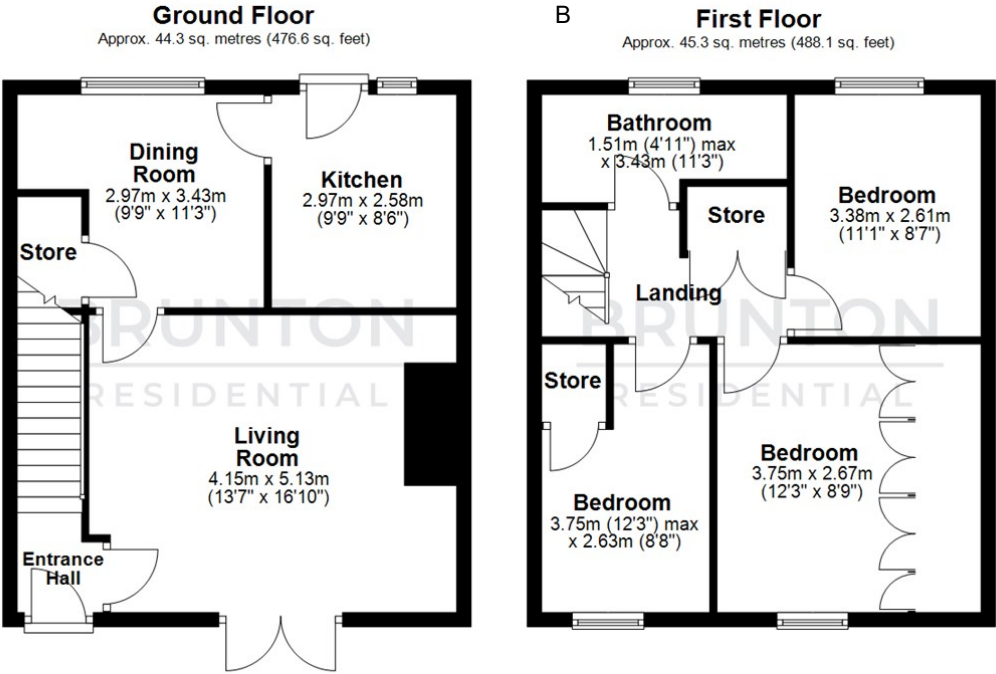 Ground Floor
Approx. 44.3 sq. metres (476.6 sq. feet)
Dining
Room
2.97m x 3.43m
(9'9" x 11'3")
Kitchen
2.97m x 2.58m
(9'9" x 8'6")
Store
BRUNTON
RESIDENTIAL
Living
Room
4.15m x 5.13m
(13'7" x 16'10")
Entrance
Hall
B
First Floor
Approx. 45.3 sq. metres (488.1 sq. feet)
Bathroom
1.51m (4'11") max
x 3.43m (11'3")
Bedroom
3.38m x 2.61m
(11'1" x 8'7")
Store
Landing
BRUNTON
RESIDENTIAL
Store
Bedroom
3.75m x 2.67m
(12'3" x 8'9")
Bedroom
3.75m (12'3") max
x 2.63m (8'8")